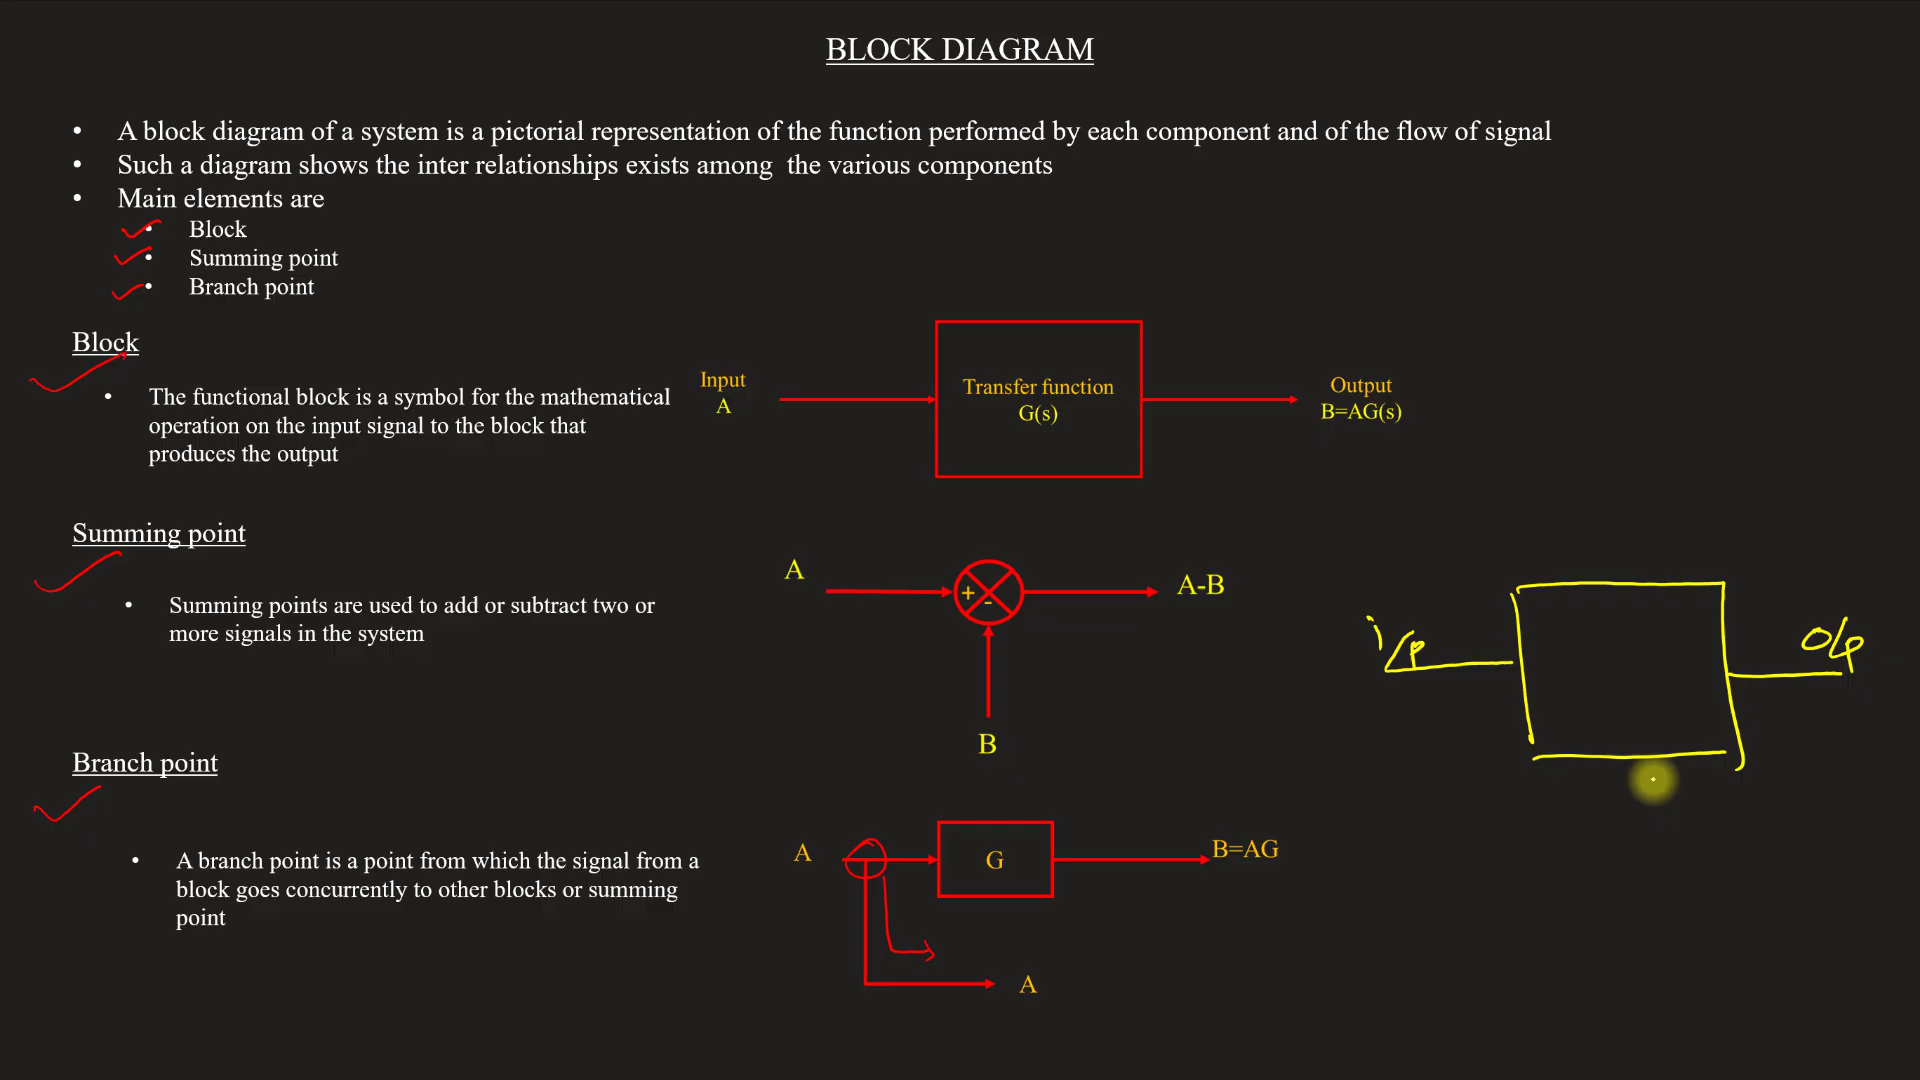 BLOCK DIAGRAM
• A block diagram of a system is a pictorial representation of the function performed by each component and of the flow of signal
• Such a diagram shows the inter relationships exists among the various components
• Main elements are
• Block
• Summing point
• Branch point
Block
• The functional block is a symbol for the mathematical
operation on the input signal to the block that
produces the output
Input
A
Transfer function
G(s)
Output
B=AG(s)
Summing point
• Summing points are used to add or subtract two or
more signals in the system
A
+
-
A-B
B
i/p
O/p
Branch point
• A branch point is a point from which the signal from a
block goes concurrently to other blocks or summing
point
A
G
B=AG
A